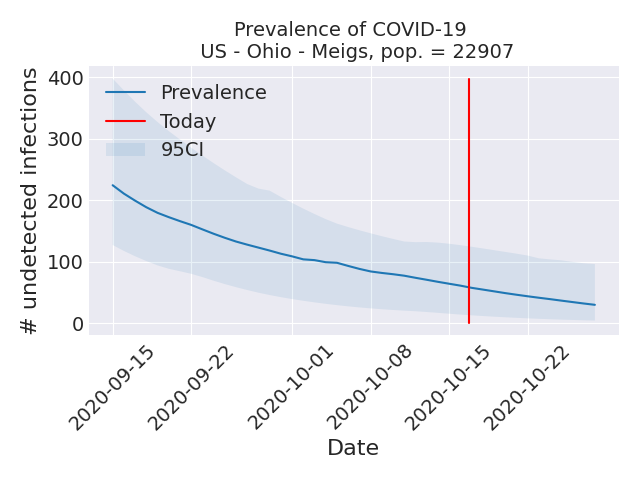 Prevalence of COVID-19
US - Ohio - Meigs, pop. = 22907
# undetected infections
400
300
200
100
0
Prevalence
Today
95CI
2020-09-15
2020-09-22
2020-10-01
2020-10-08
2020-10-15
2020-10-22
Date